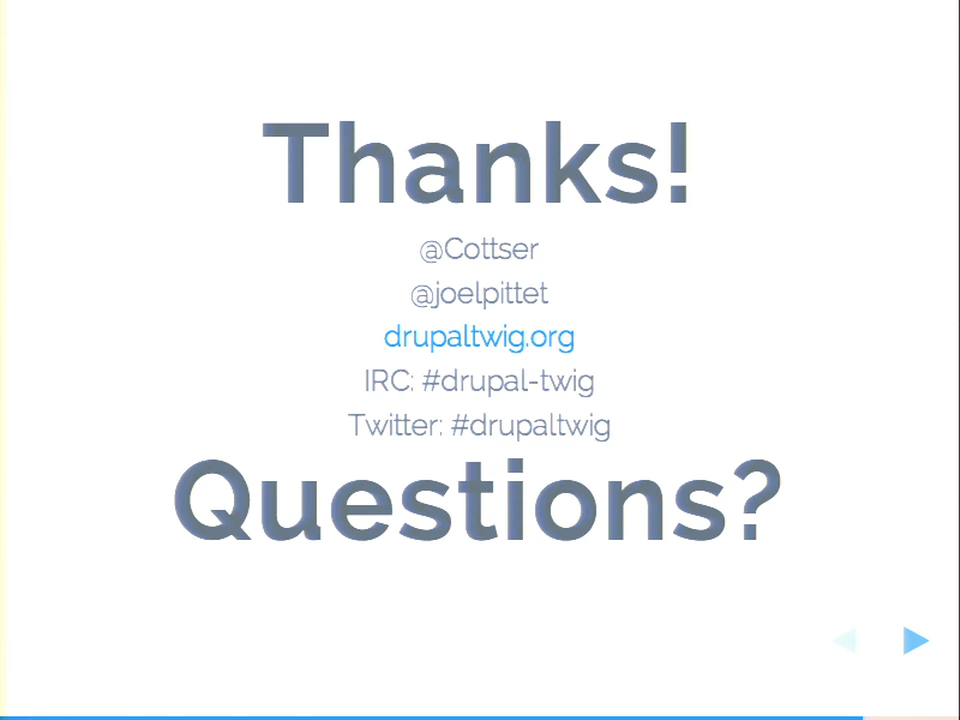 Thanks!
@Cottser
@joelpittet
drupaltwig.org
IRC: #drupal-twig
Twitter: #drupaltwig
Questions?